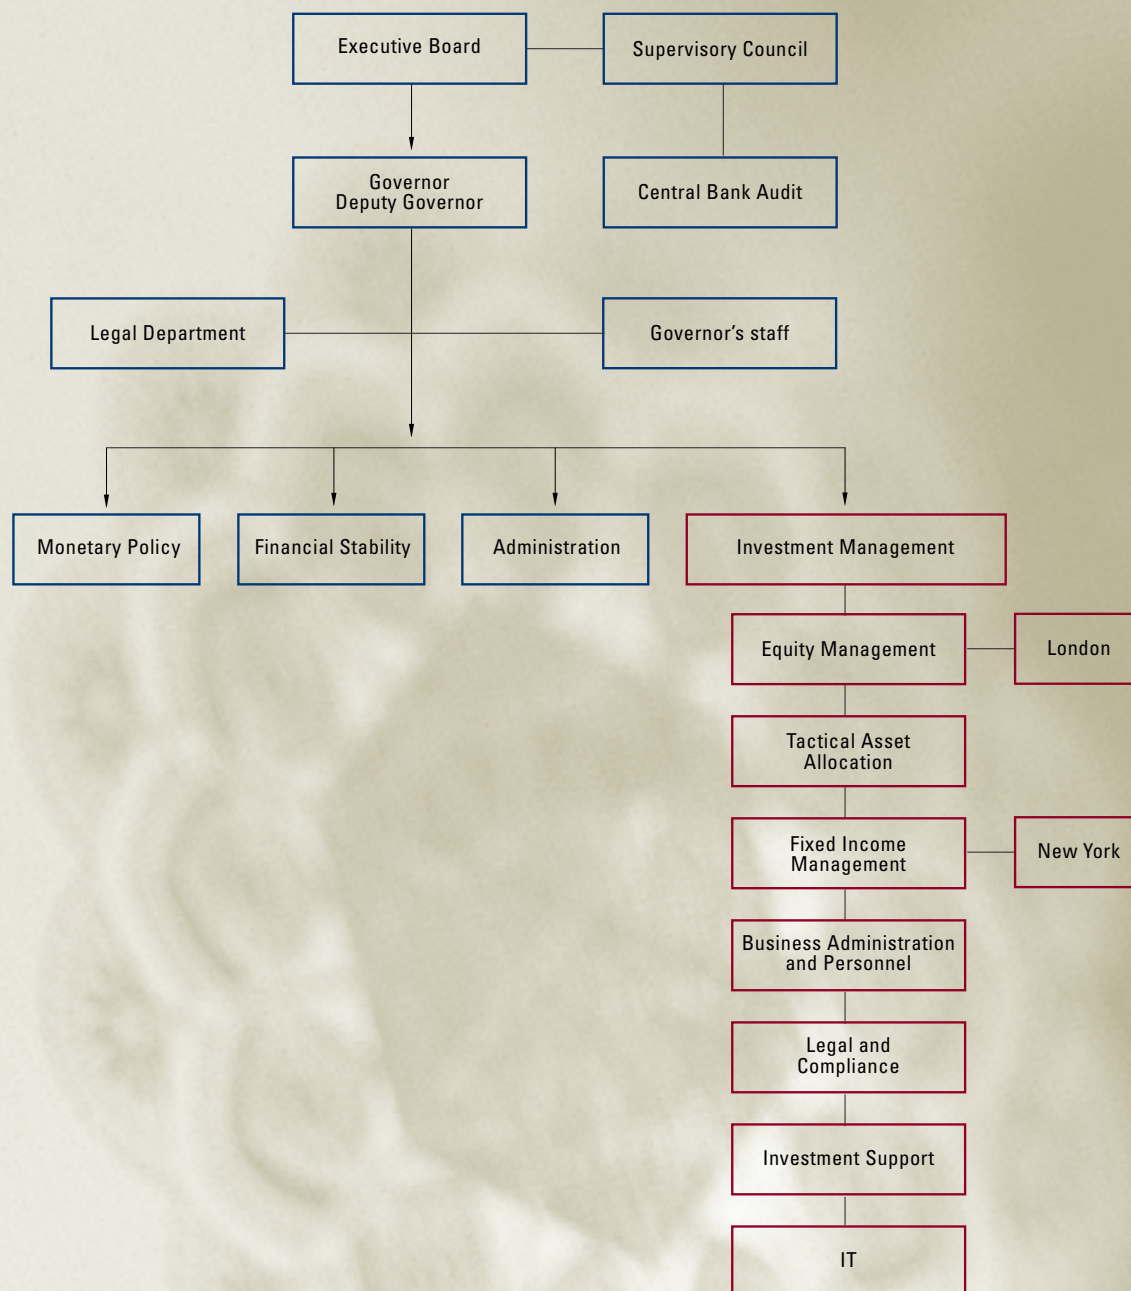 Executive Board
Supervisory Council
Governor
Deputy Governor
Central Bank Audit
Legal Department
Governor's staff
Monetary Policy
Financial Stability
Administration
Investment Management
Equity Management
London
Tactical Asset
Allocation
Fixed Income
Management
New York
Business Administration
and Personnel
Legal and
Compliance
Investment Support
IT